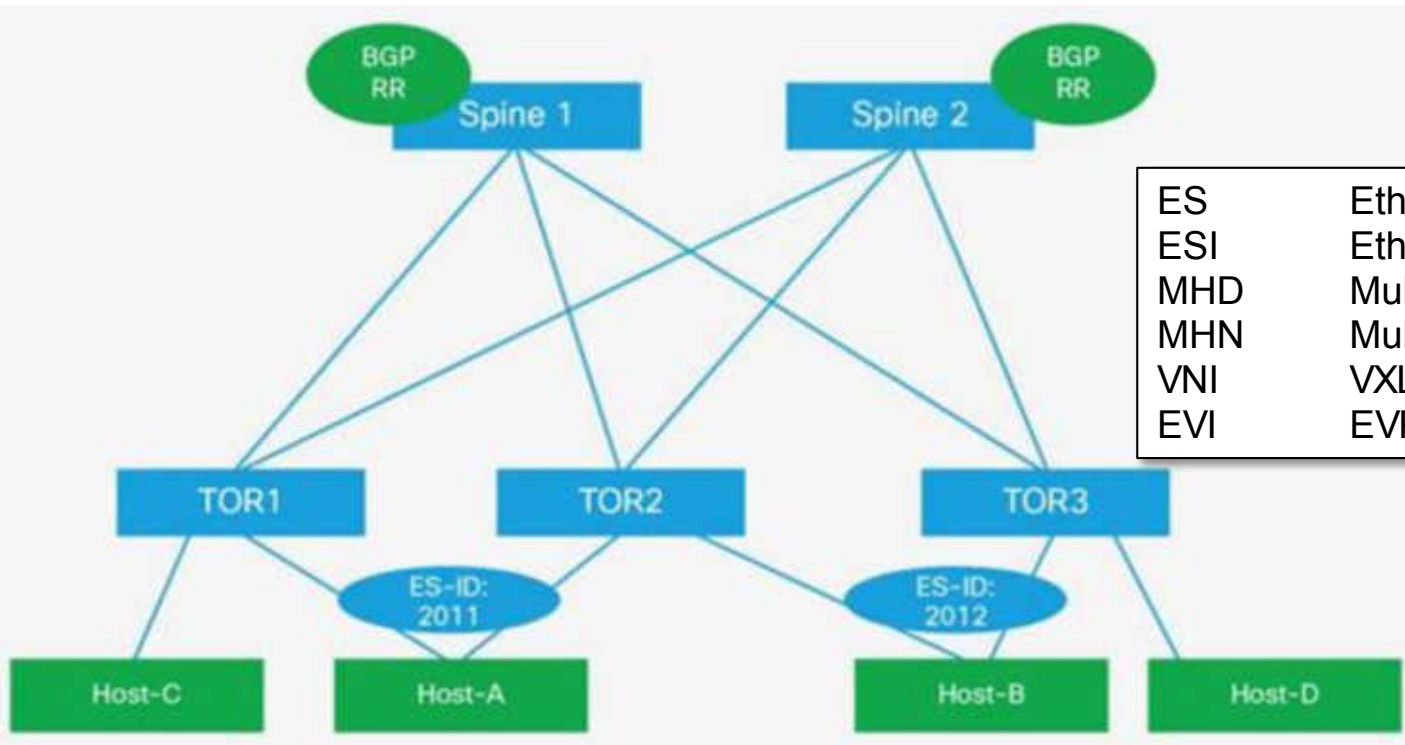 BGP
RR
Spine 1
Spine 2
BGP
RR
ES
ESI
MHD
MHN
VNI
EVI
TOR1
TOR2
TOR3
ES-ID:
2011
ES-ID:
2012
Host-C
Host-A
Host-B
Host-D